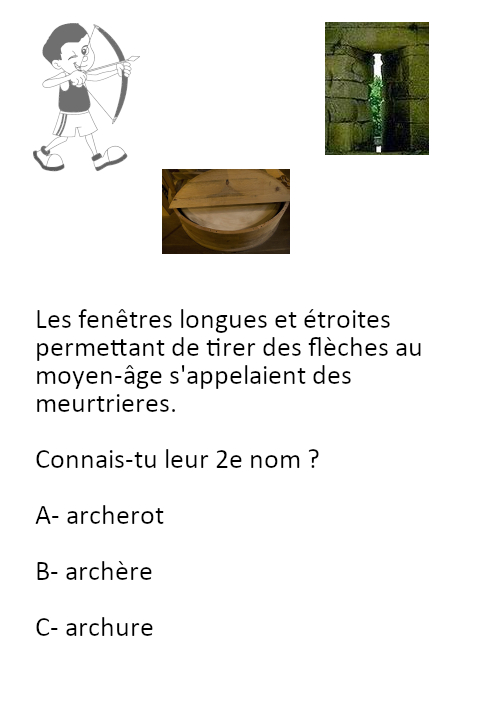 Les fenêtres longues et étroites
permettant de tirer des flèches au
moyen-âge s'appelaient des
meurtrieres.
Connais-tu leur 2e nom ?
A- archerot
B- archère
C- archure